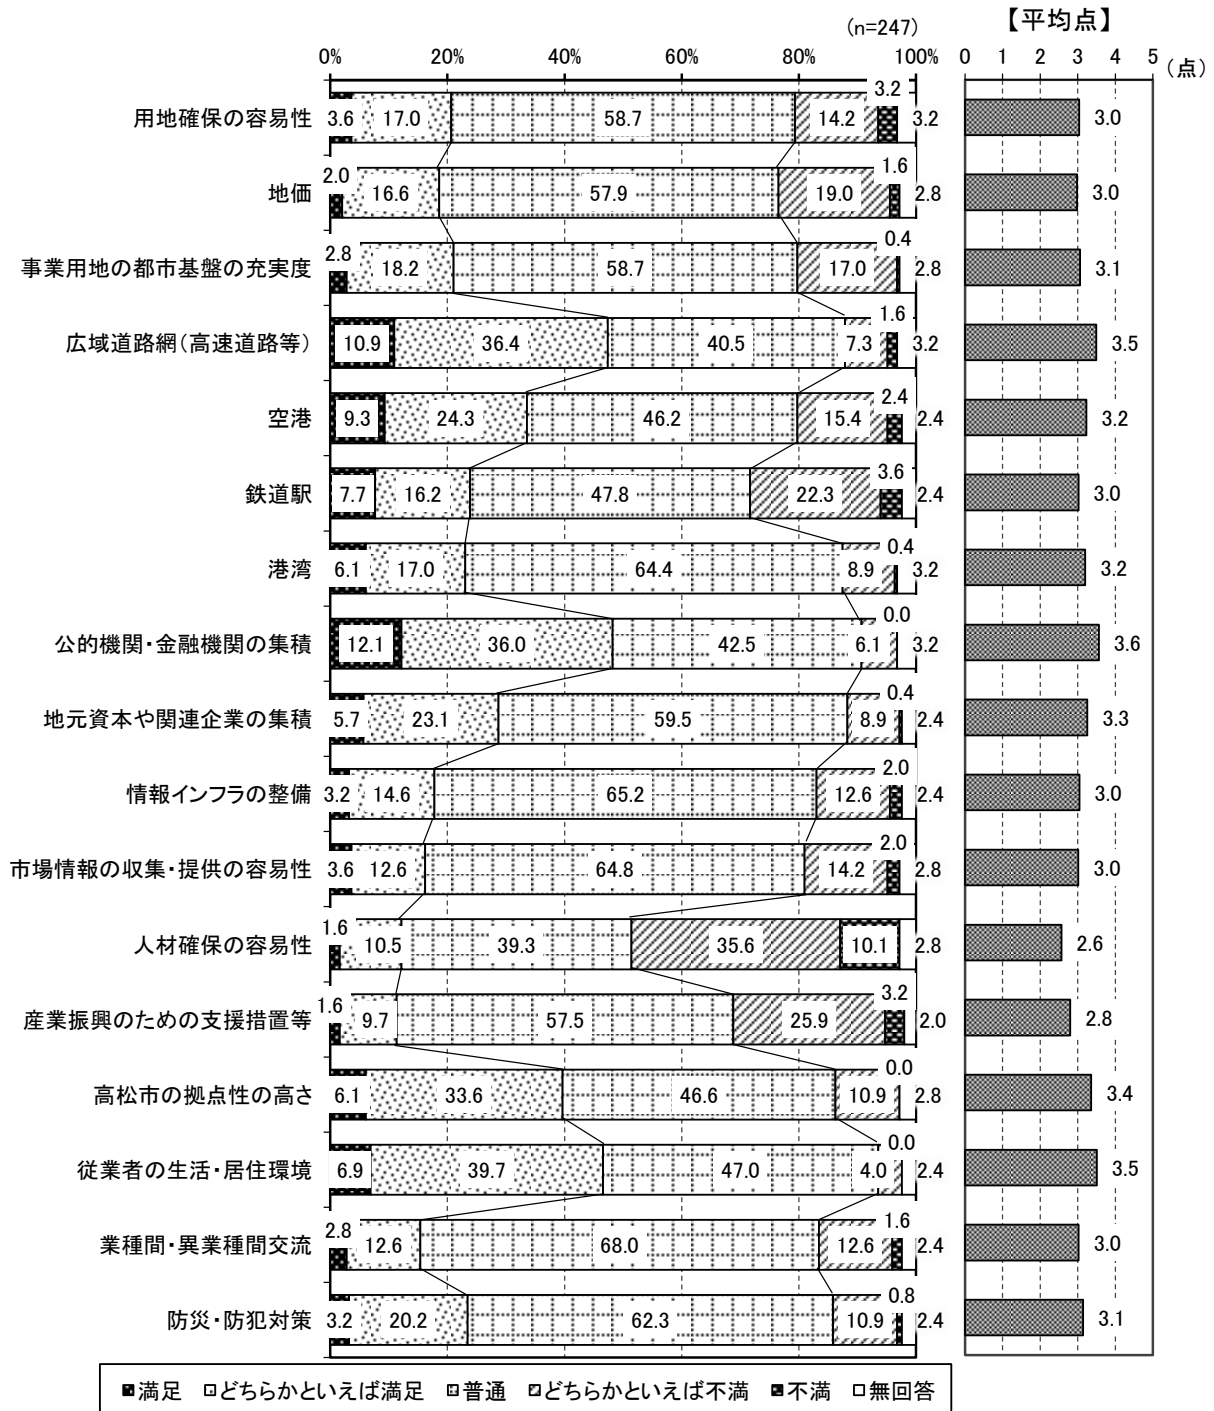 【平均点】
(n=247)
0% 20% 40% 60% 80% 100% 0 1 2 3 4 5 (点)
用地確保の容易性 3.6 17.0 58.7 14.2 3.2 3.2 3.0
地価 2.0 16.6 57.9 19.0 1.6 2.8 3.0
事業用地の都市基盤の充実度 2.8 18.2 58.7 17.0 0.4 2.8 3.1
広域道路網(高速道路等) 10.9 36.4 40.5 7.3 1.6 3.2 3.5
空港 9.3 24.3 46.2 15.4 2.4 2.4 3.2
鉄道駅 7.7 16.2 47.8 22.3 3.6 2.4 3.0
港湾 6.1 17.0 64.4 8.9 0.4 3.2 3.2
公的機関・金融機関の集積 12.1 36.0 42.5 6.1 0.0 3.2 3.6
地元資本や関連企業の集積 5.7 23.1 59.5 8.9 0.4 2.4 3.3
情報インフラの整備 3.2 14.6 65.2 12.6 2.0 2.4 3.0
市場情報の収集・提供の容易性 3.6 12.6 64.8 14.2 2.0 2.8 3.0
人材確保の容易性 1.6 10.5 39.3 35.6 10.1 2.8 2.6
産業振興のための支援措置等 1.6 9.7 57.5 25.9 3.2 2.0 2.8
高松市の拠点性の高さ 6.1 33.6 46.6 10.9 0.0 2.8 3.4
従業者の生活・居住環境 6.9 39.7 47.0 4.0 0.0 2.4 3.5
業種間・異業種間交流 2.8 12.6 68.0 12.6 1.6 2.4 3.0
防災・防犯対策 3.2 20.2 62.3 10.9 0.8 2.4 3.1
満足 どちらかといえば満足 普通 どちらかといえば不満 不満 無回答